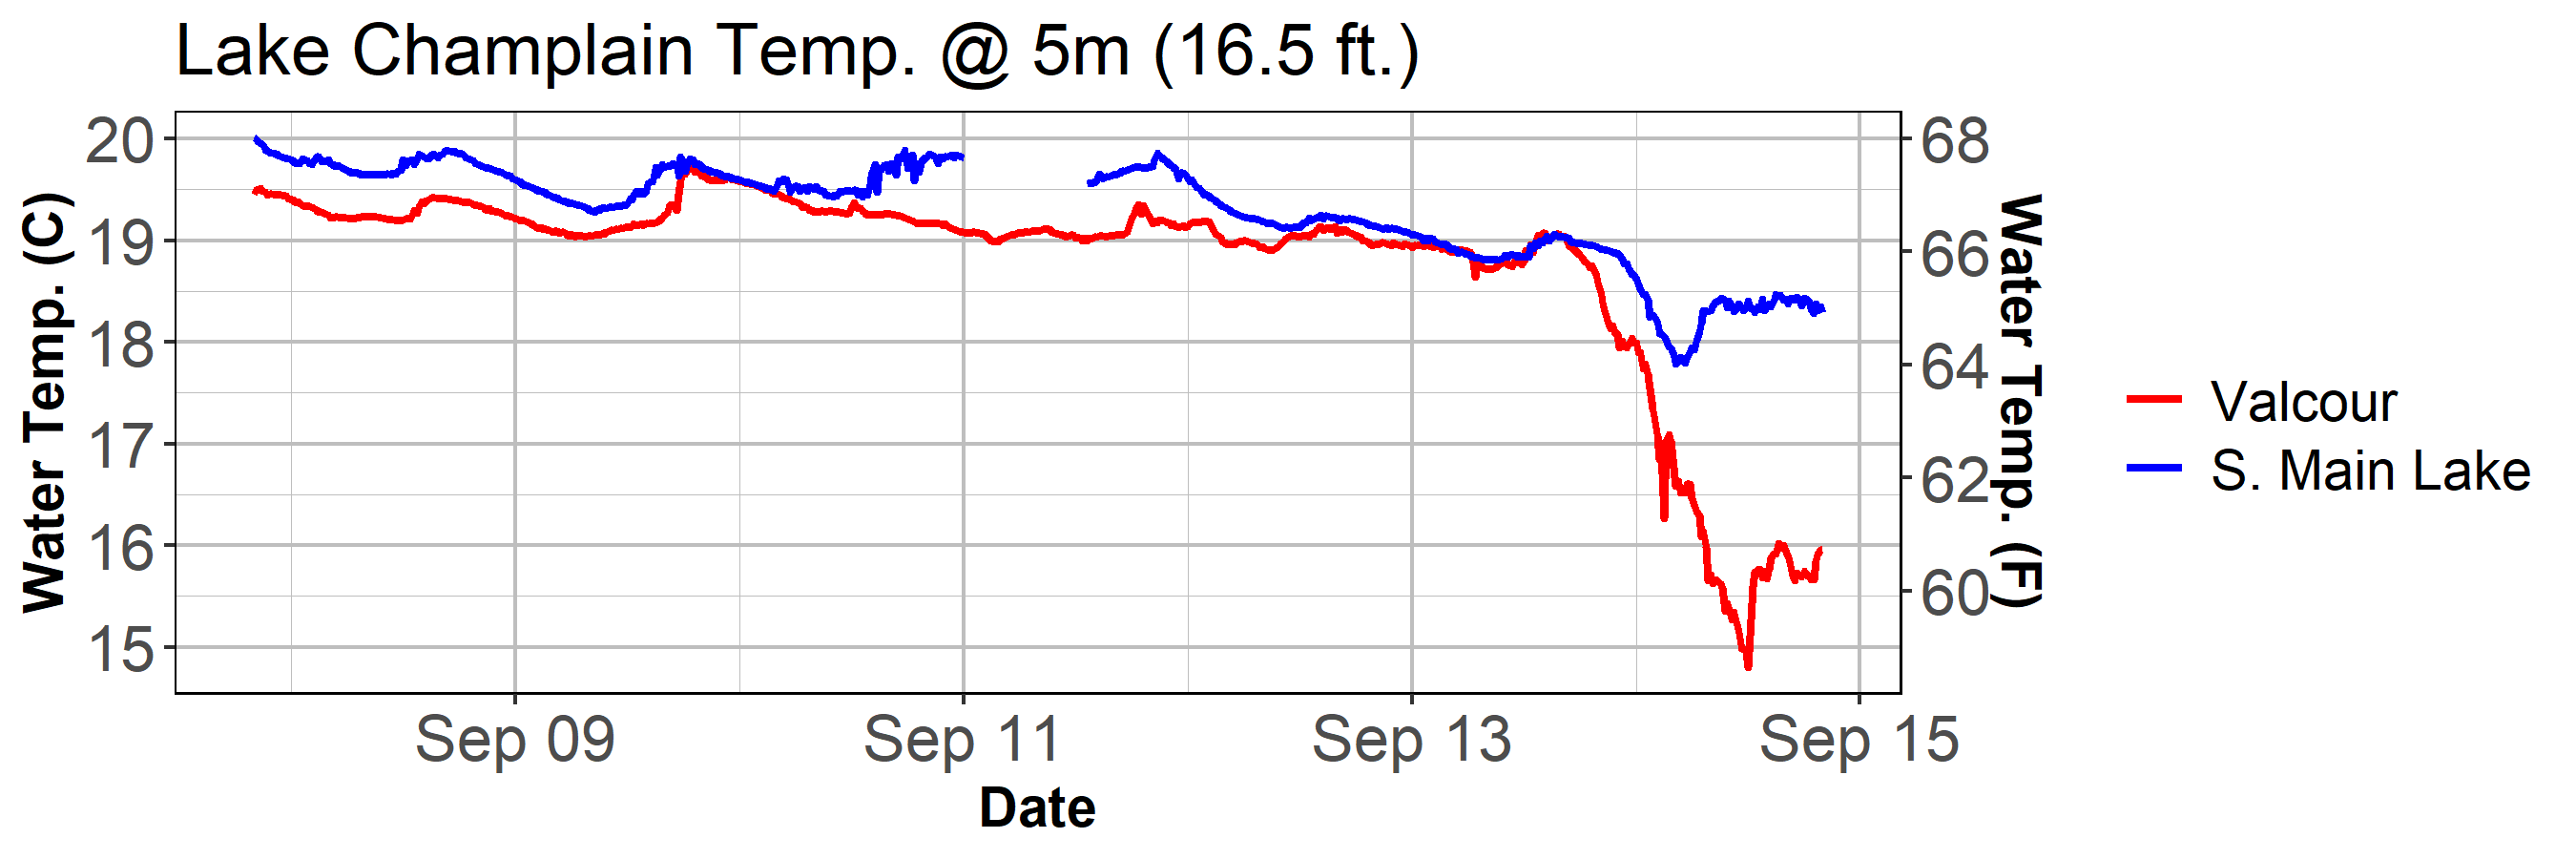 Lake Champlain Temp. @ 5m (16.5 ft.)
Water Temp. (C)
20
19
18
17
16
15
68
66
64
62
60
Water Temp. (F)
Sep 09
Sep 11
Sep 13
Sep 15
Date
Valcour
S. Main Lake